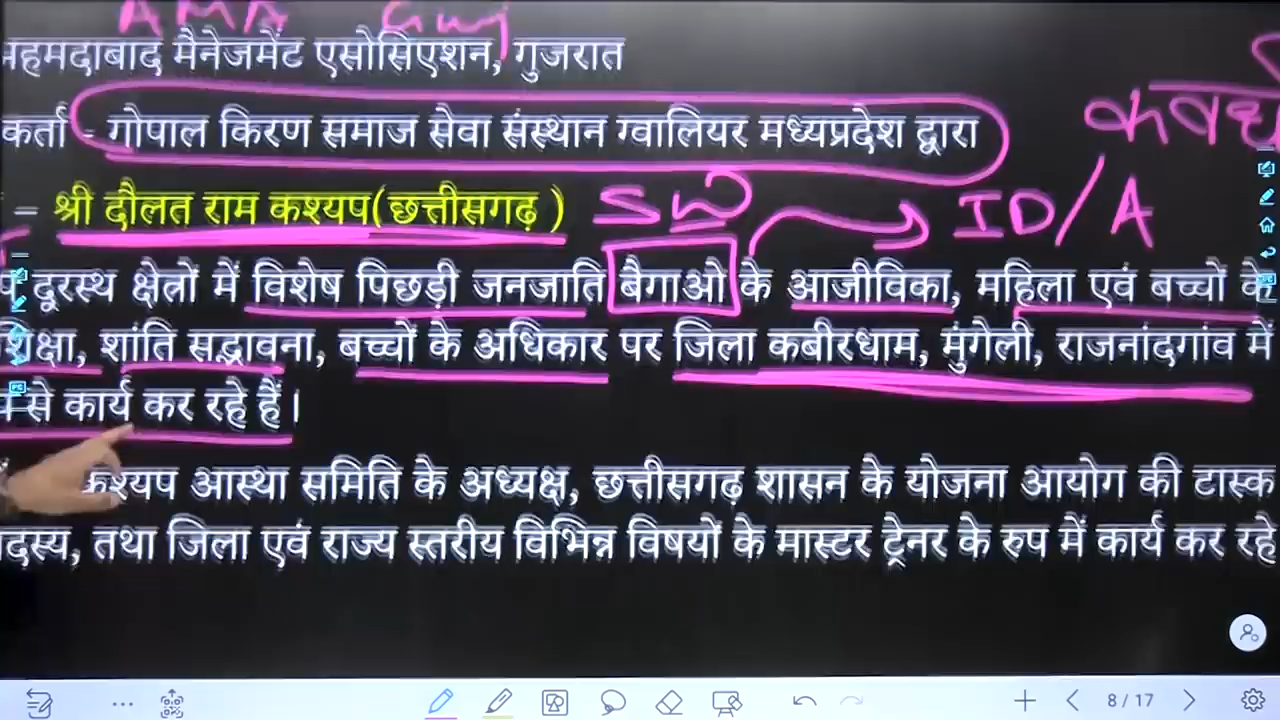 AMA Guj
अहमदाबाद मैनेजमेंट एसोसिएशन, गुजरात
कर्ता - गोपाल किरण समाज सेवा संस्थान ग्वालियर मध्यप्रदेश द्वारा
– श्री दौलत राम कश्यप(छत्तीसगढ़ ) SW ID/A
दूरस्थ क्षेत्रों में विशेष पिछड़ी जनजाति बैगाओ के आजीविका, महिला एवं बच्चों के
शिक्षा, शांति सद्भावना, बच्चों के अधिकार पर जिला कबीरधाम, मुंगेली, राजनांदगांव में
से कार्य कर रहे हैं।
कश्यप आस्था समिति के अध्यक्ष, छत्तीसगढ़ शासन के योजना आयोग की टास्क
सदस्य, तथा जिला एवं राज्य स्तरीय विभिन्न विषयों के मास्टर ट्रेनर के रुप में कार्य कर रहे
8 / 17